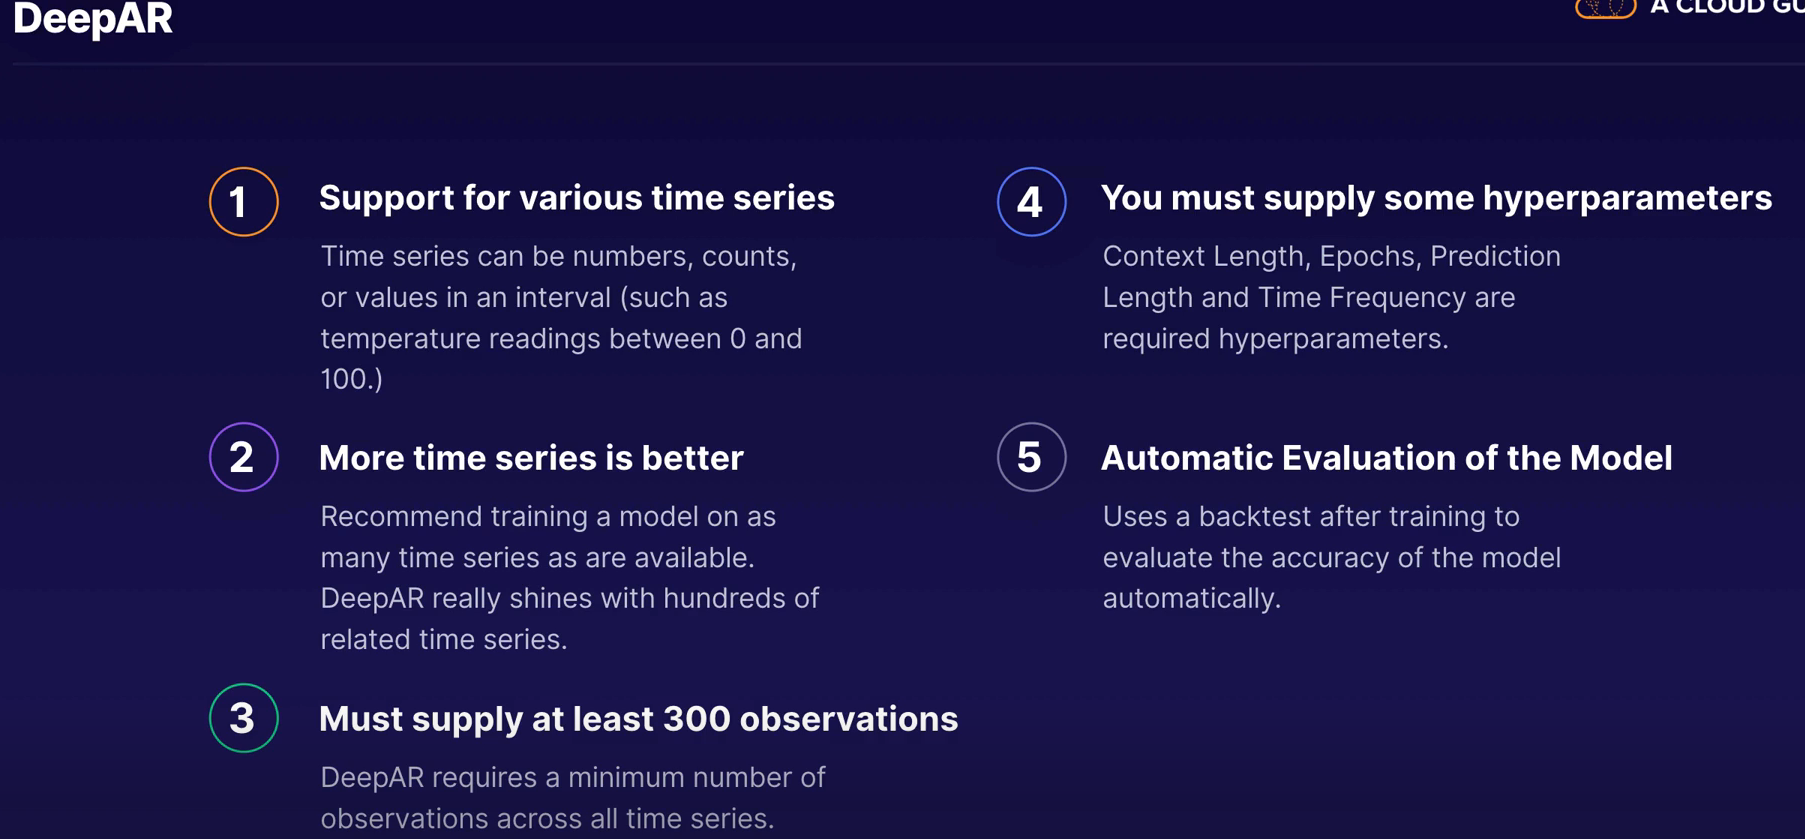 DeepAR
A CLOUD GU
1
Support for various time series
Time series can be numbers, counts,
or values in an interval (such as
temperature readings between 0 and
100.)
2
More time series is better
Recommend training a model on as
many time series as are available.
DeepAR really shines with hundreds of
related time series.
3
Must supply at least 300 observations
DeepAR requires a minimum number of
observations across all time series.
4
You must supply some hyperparameters
Context Length, Epochs, Prediction
Length and Time Frequency are
required hyperparameters.
5
Automatic Evaluation of the Model
Uses a backtest after training to
evaluate the accuracy of the model
automatically.